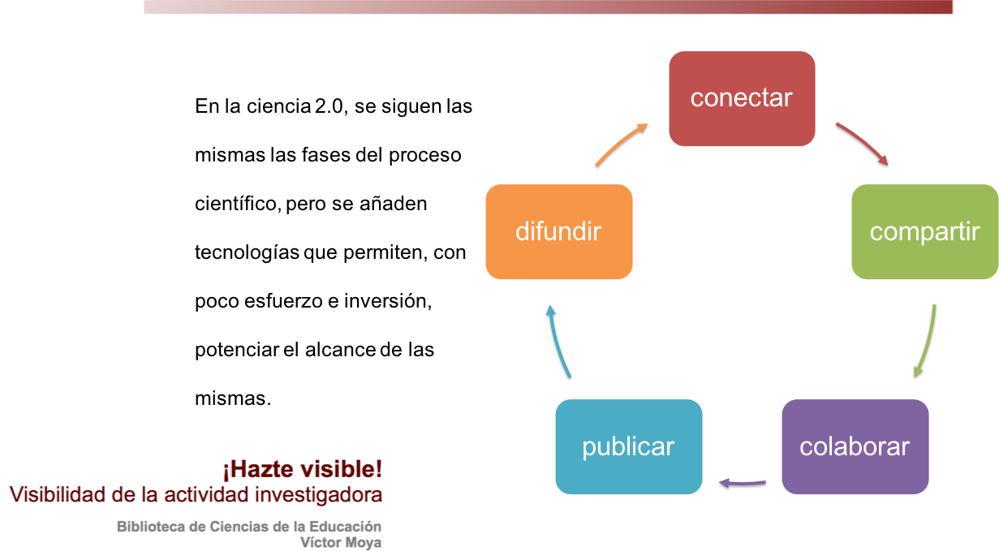 En la ciencia 2.0, se siguen las
mismas las fases del proceso
científico, pero se añaden
tecnologías que permiten, con
poco esfuerzo e inversión,
potenciar el alcance de las
mismas.
conectar
compartir
colaborar
publicar
difundir
¡Hazte visible!
Visibilidad de la actividad investigadora
Biblioteca de Ciencias de la Educación
Víctor Moya